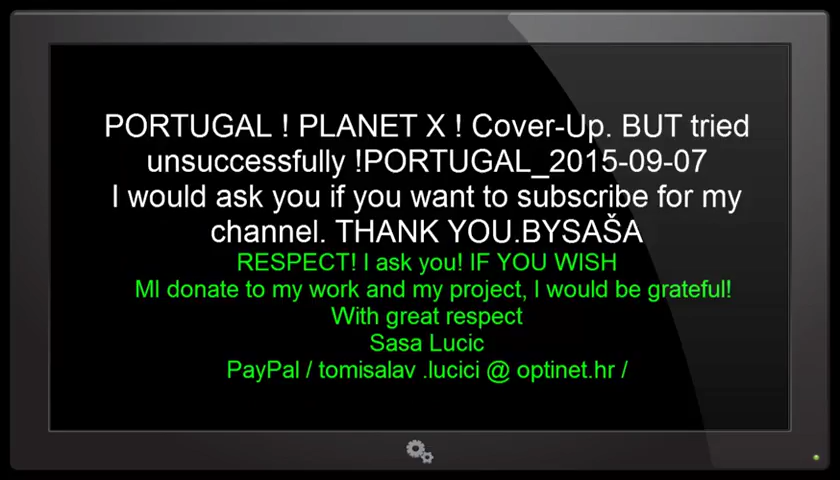 PORTUGAL ! PLANET X ! Cover-Up. BUT tried
unsuccessfully !PORTUGAL_2015-09-07
I would ask you if you want to subscribe for my
channel. THANK YOU.BYSAŠA
RESPECT! I ask you! IF YOU WISH
MI donate to my work and my project, I would be grateful!
With great respect
Sasa Lucic
PayPal / tomisalav .lucici @ optinet.hr /